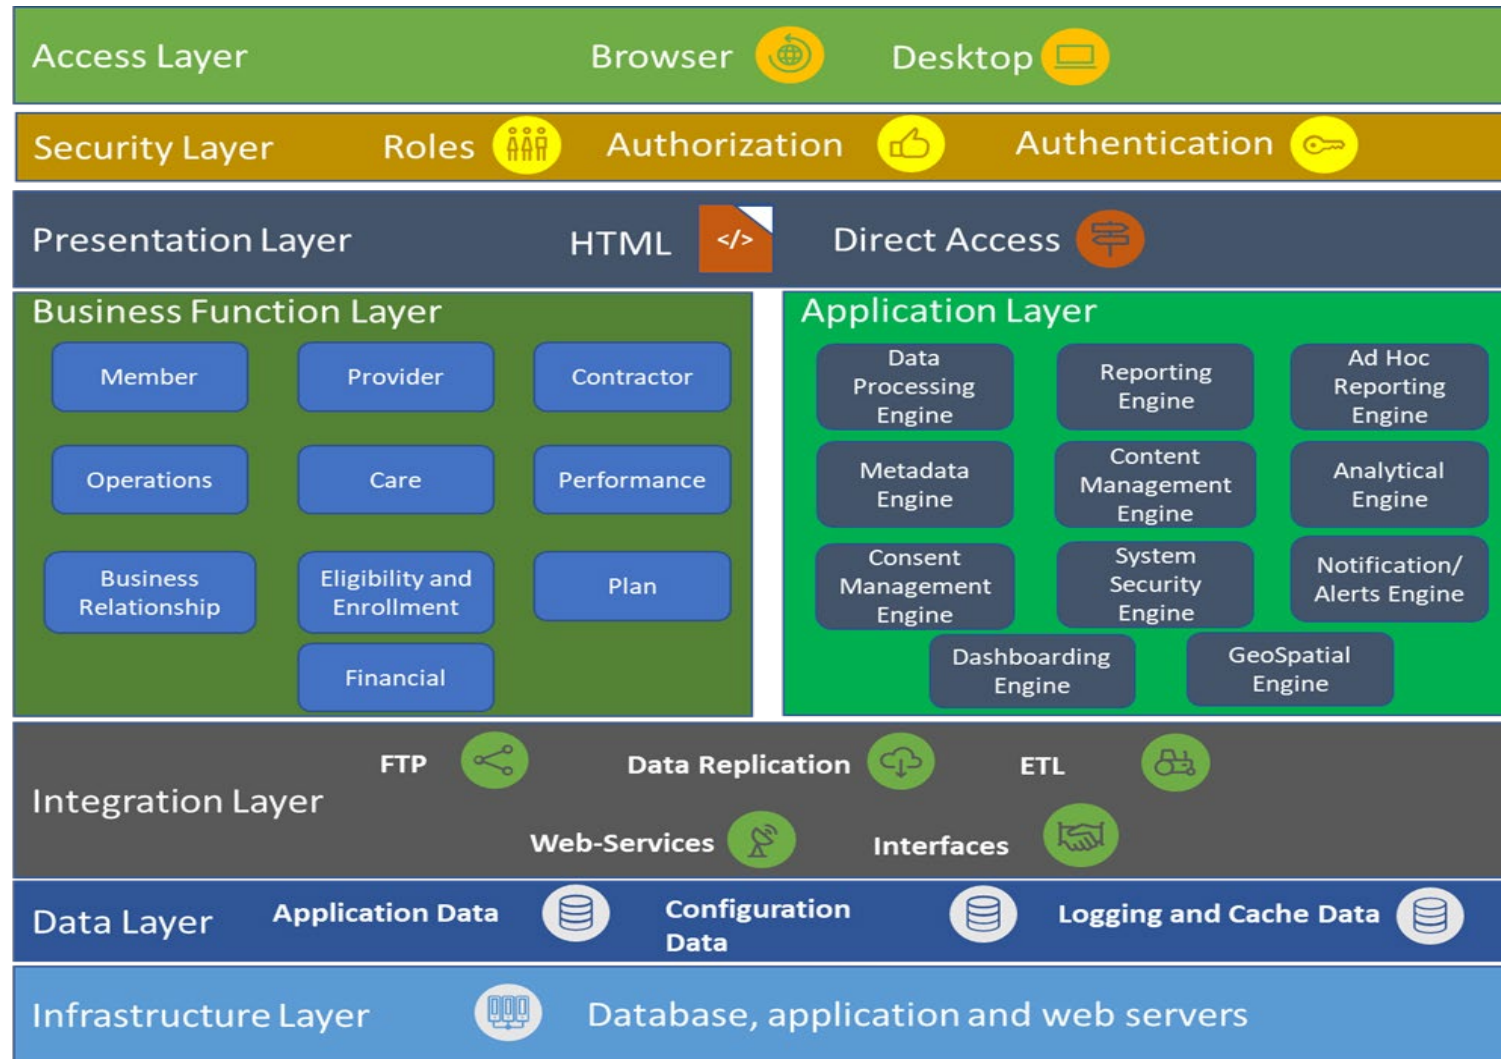 Access Layer
Browser
Desktop
Security Layer
Roles
Authorization
Authentication
Presentation Layer
HTML
</>
Direct Access
Business Function Layer
Member
Provider
Contractor
Operations
Care
Performance
Business
Relationship
Eligibility and
Enrollment
Plan
Financial
Application Layer
Data
Processing
Engine
Reporting
Engine
Ad Hoc
Reporting
Engine
Metadata
Engine
Content
Management
Engine
Analytical
Engine
Consent
Management
Engine
System
Security
Engine
Notification/
Alerts Engine
Dashboarding
Engine
GeoSpatial
Engine
Integration Layer
FTP
Data Replication
ETL
Web-Services
Interfaces
Data Layer
Application Data
Configuration
Data
Logging and Cache Data
Infrastructure Layer
Database, application and web servers